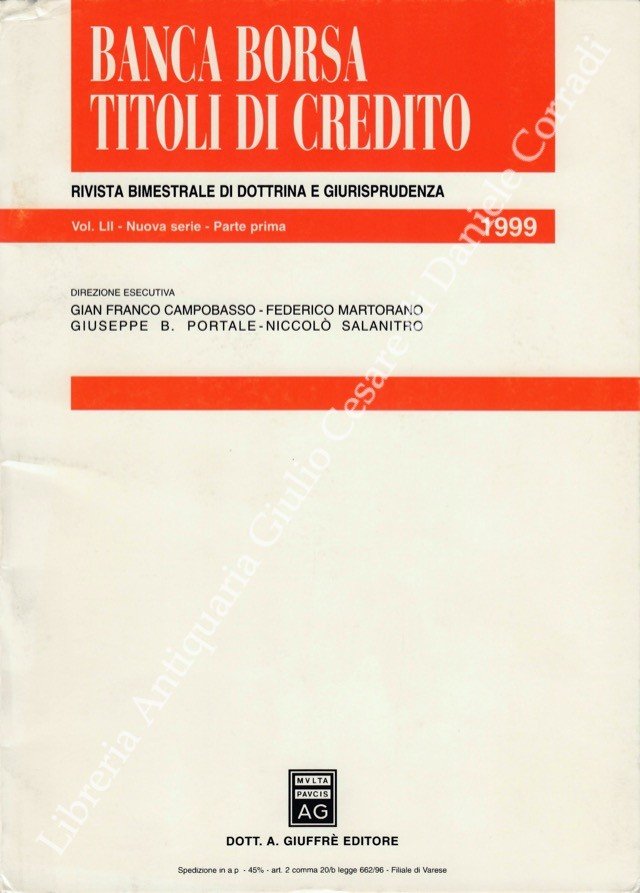 BANCA BORSA
TITOLI DI CREDITO
RIVISTA BIMESTRALE DI DOTTRINA E GIURISPRUDENZA
Vol. LII - Nuova serie - Parte prima 1999
DIREZIONE ESECUTIVA
GIAN FRANCO CAMPOBASSO - FEDERICO MARTORANO
GIUSEPPE B. PORTALE - NICCOLÒ SALANITRO
Libreria Antiquaria Giulio Cesare di Daniele Corradi
MVLTA
PAVCIS
AG
DOTT. A. GIUFFRÈ EDITORE
Spedizione in a p - 45% - art. 2 comma 20/b legge 662/96 - Filiale di Varese